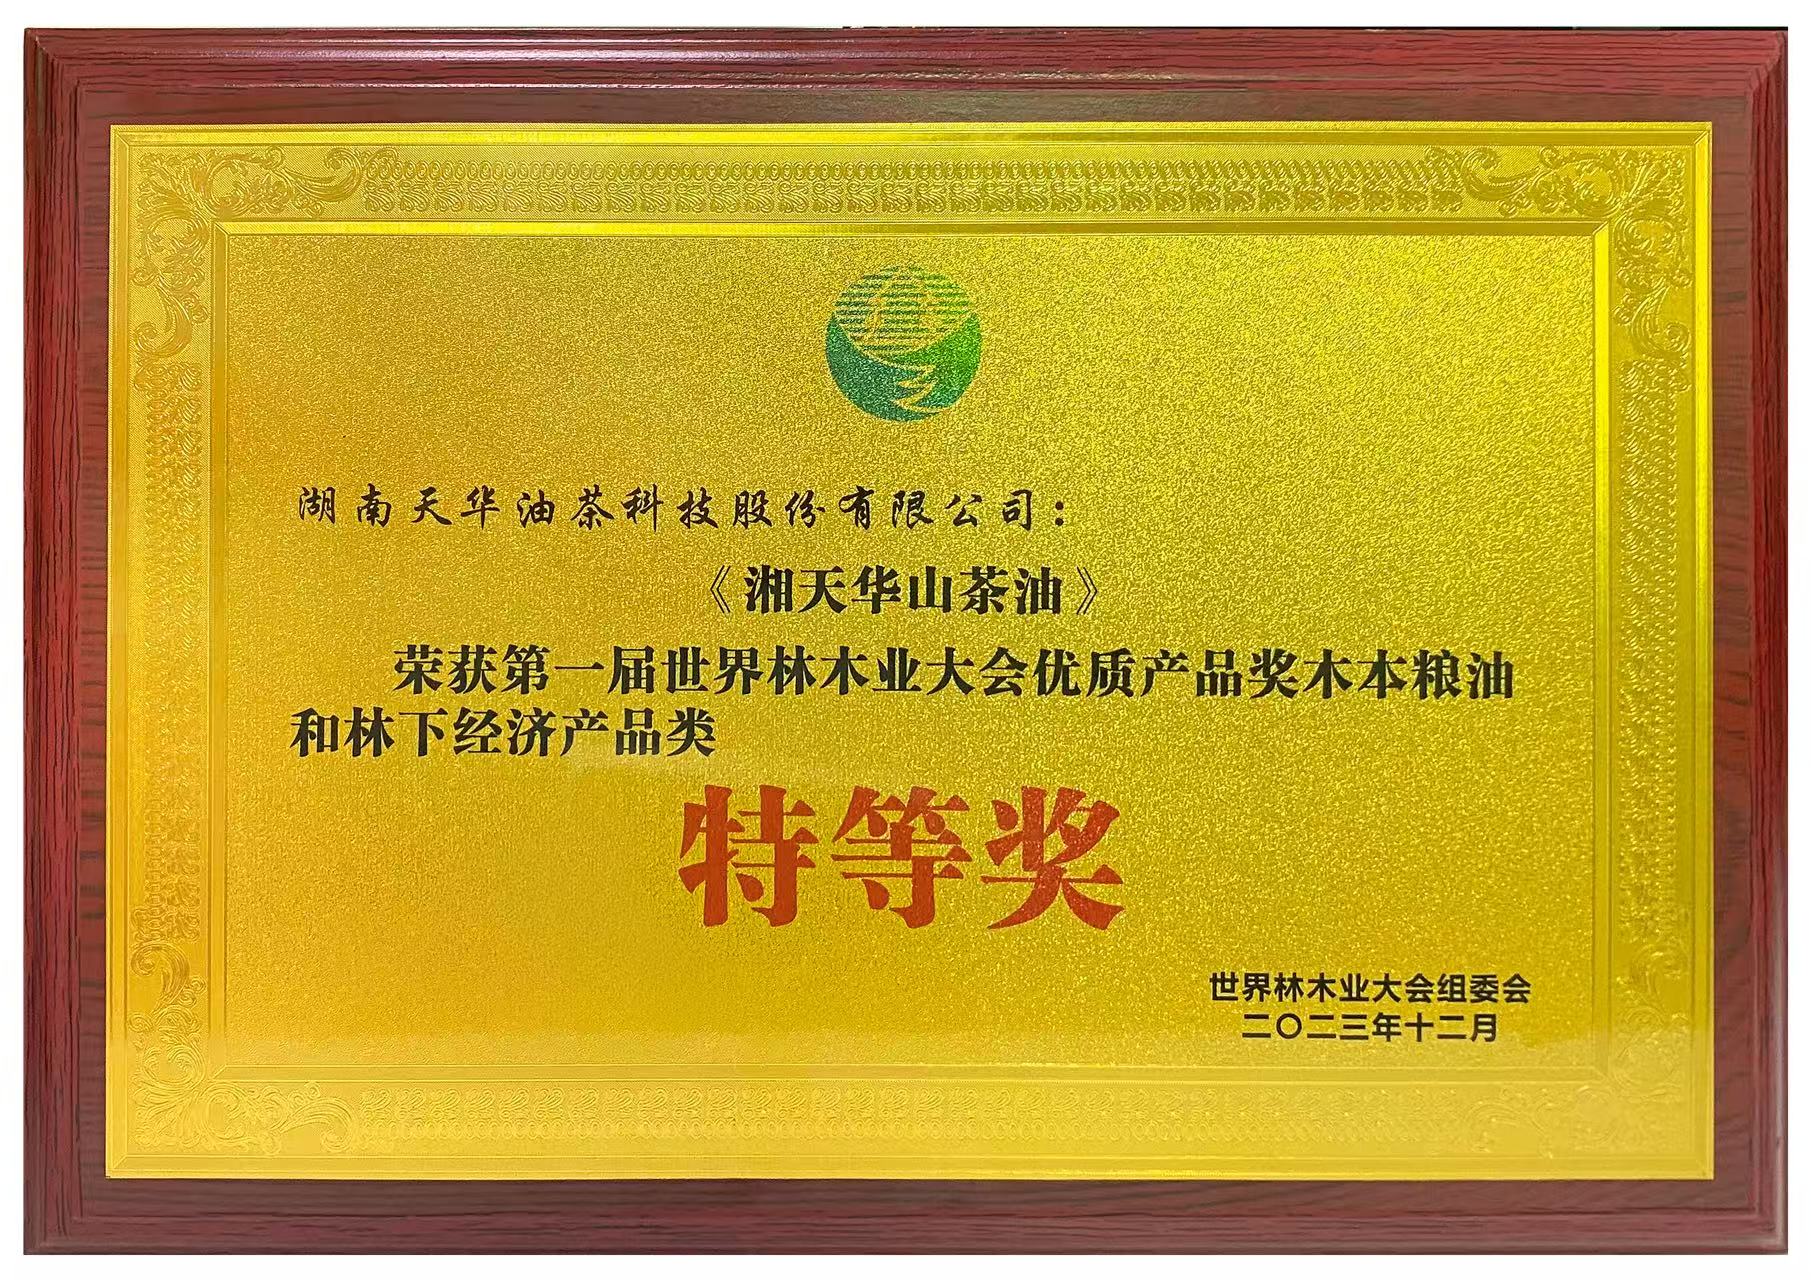 湖南天华油茶科技股份有限公司：
《湘天华山茶油》
荣获第一届世界林木业大会优质产品奖木本粮油
和林下经济产品类
特等奖
世界林木业大会组委会
二〇二三年十二月